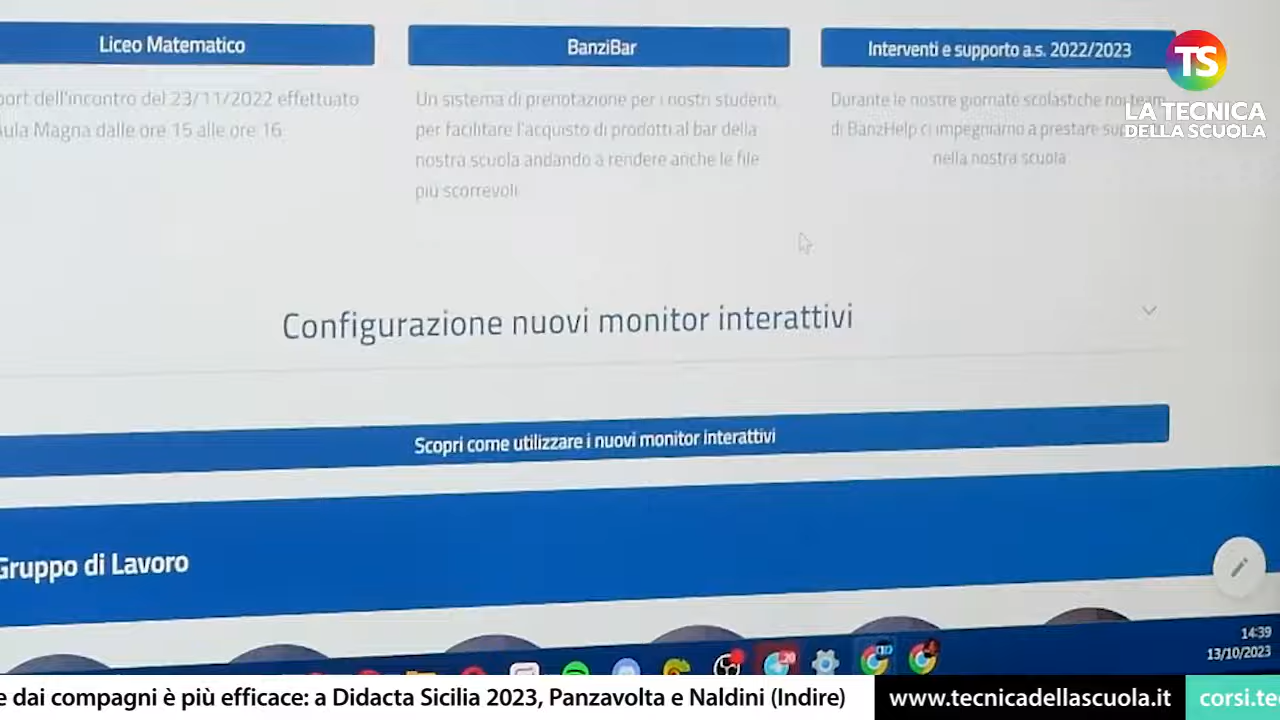 Liceo Matematico
dell'incontro del 23/11/2022 effettuato
Magna dalle ore 15 alle ore 16
BanziBar
Un sistema di prenotazione per i nostri studenti,
per facilitare l'acquisto di prodotti al bar della
nostra scuola andando a rendere anche le file
più scorrevoli
Interventi e supporto a.s. 2022/2023
Durante le nostre giornate scolastiche noi team
di BanzHelp ci impegniamo a prestare
nella nostra scuola
TS
LA TECNICA
DELLA SCUOLA
Configurazione nuovi monitor interattivi
Scopri come utilizzare i nuovi monitor interattivi
Gruppo di Lavoro
20
14:39
13/10/2023
e dai compagni è più efficace: a Didacta Sicilia 2023, Panzavolta e Naldini (Indire)
www.tecnicadellascuola.it
corsi.te